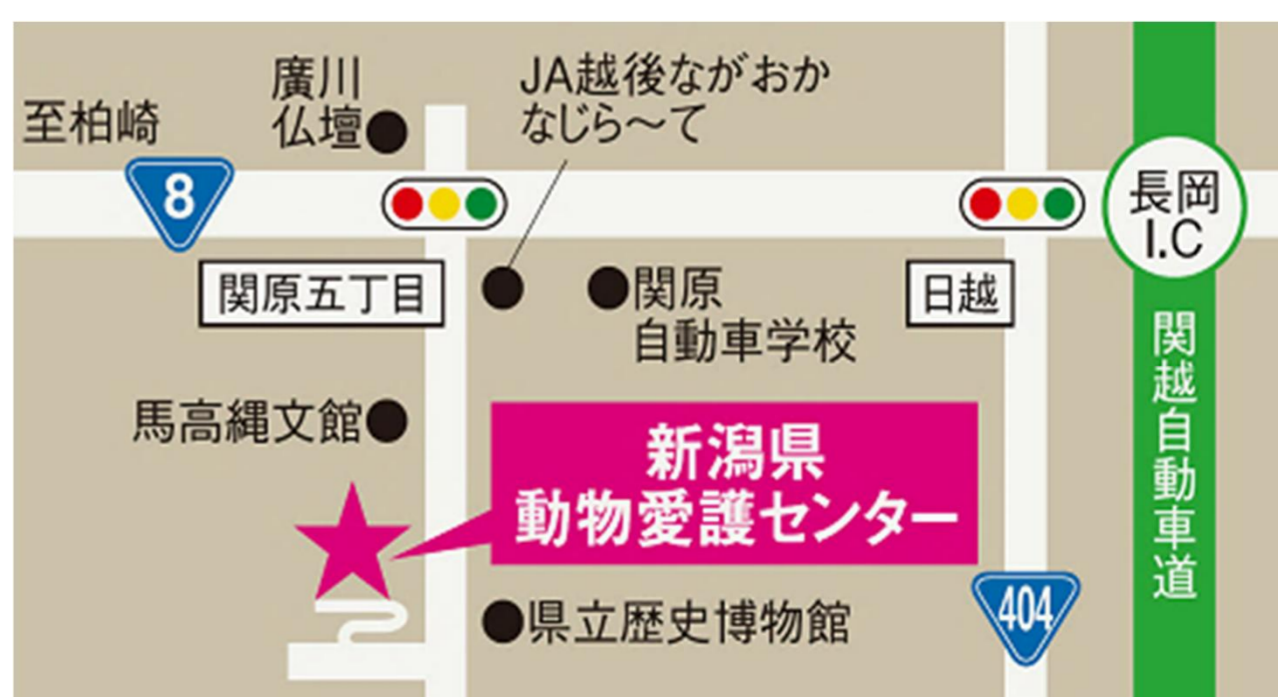 至柏崎
廣川
仏壇
JA越後ながおか
なじら～て
8
長岡
I.C
関原五丁目
関原
自動車学校
日越
関越自動車道
馬高縄文館
新潟県
動物愛護センター
県立歴史博物館
404